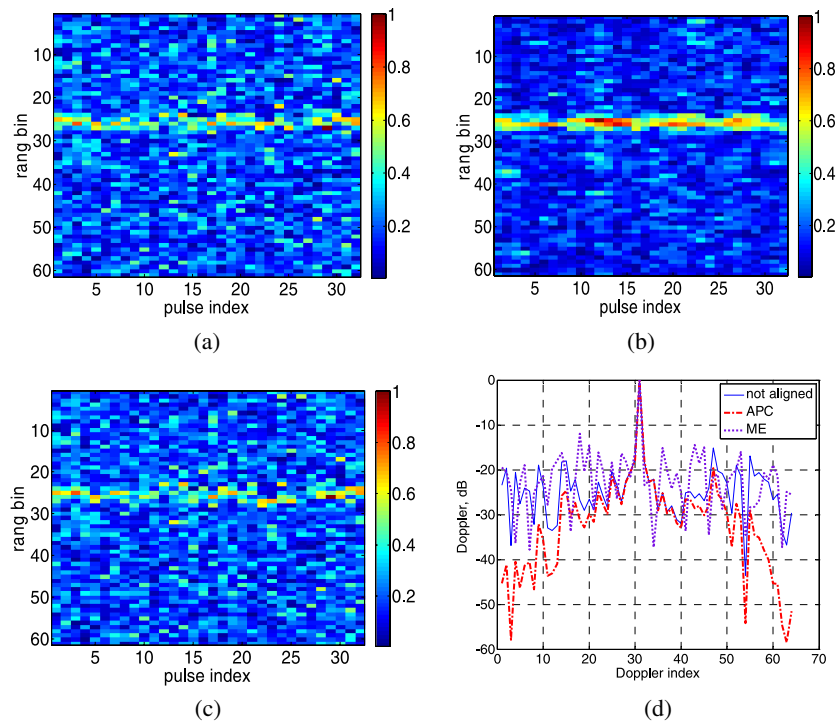 1
10
0.8
20
0.6
rang bin
30
40
0.4
50
0.2
60
5 10 15 20 25 30
pulse index
(a)
1
10
0.8
20
0.6
rang bin
30
40
0.4
50
0.2
60
5 10 15 20 25 30
pulse index
(b)
1
10
0.8
20
0.6
rang bin
30
40
0.4
50
0.2
60
5 10 15 20 25 30
pulse index
(c)
0
not aligned
APC
ME
-10
-20
Doppler, dB
-30
-40
-50
-60
0 10 20 30 40 50 60 70
Doppler index
(d)